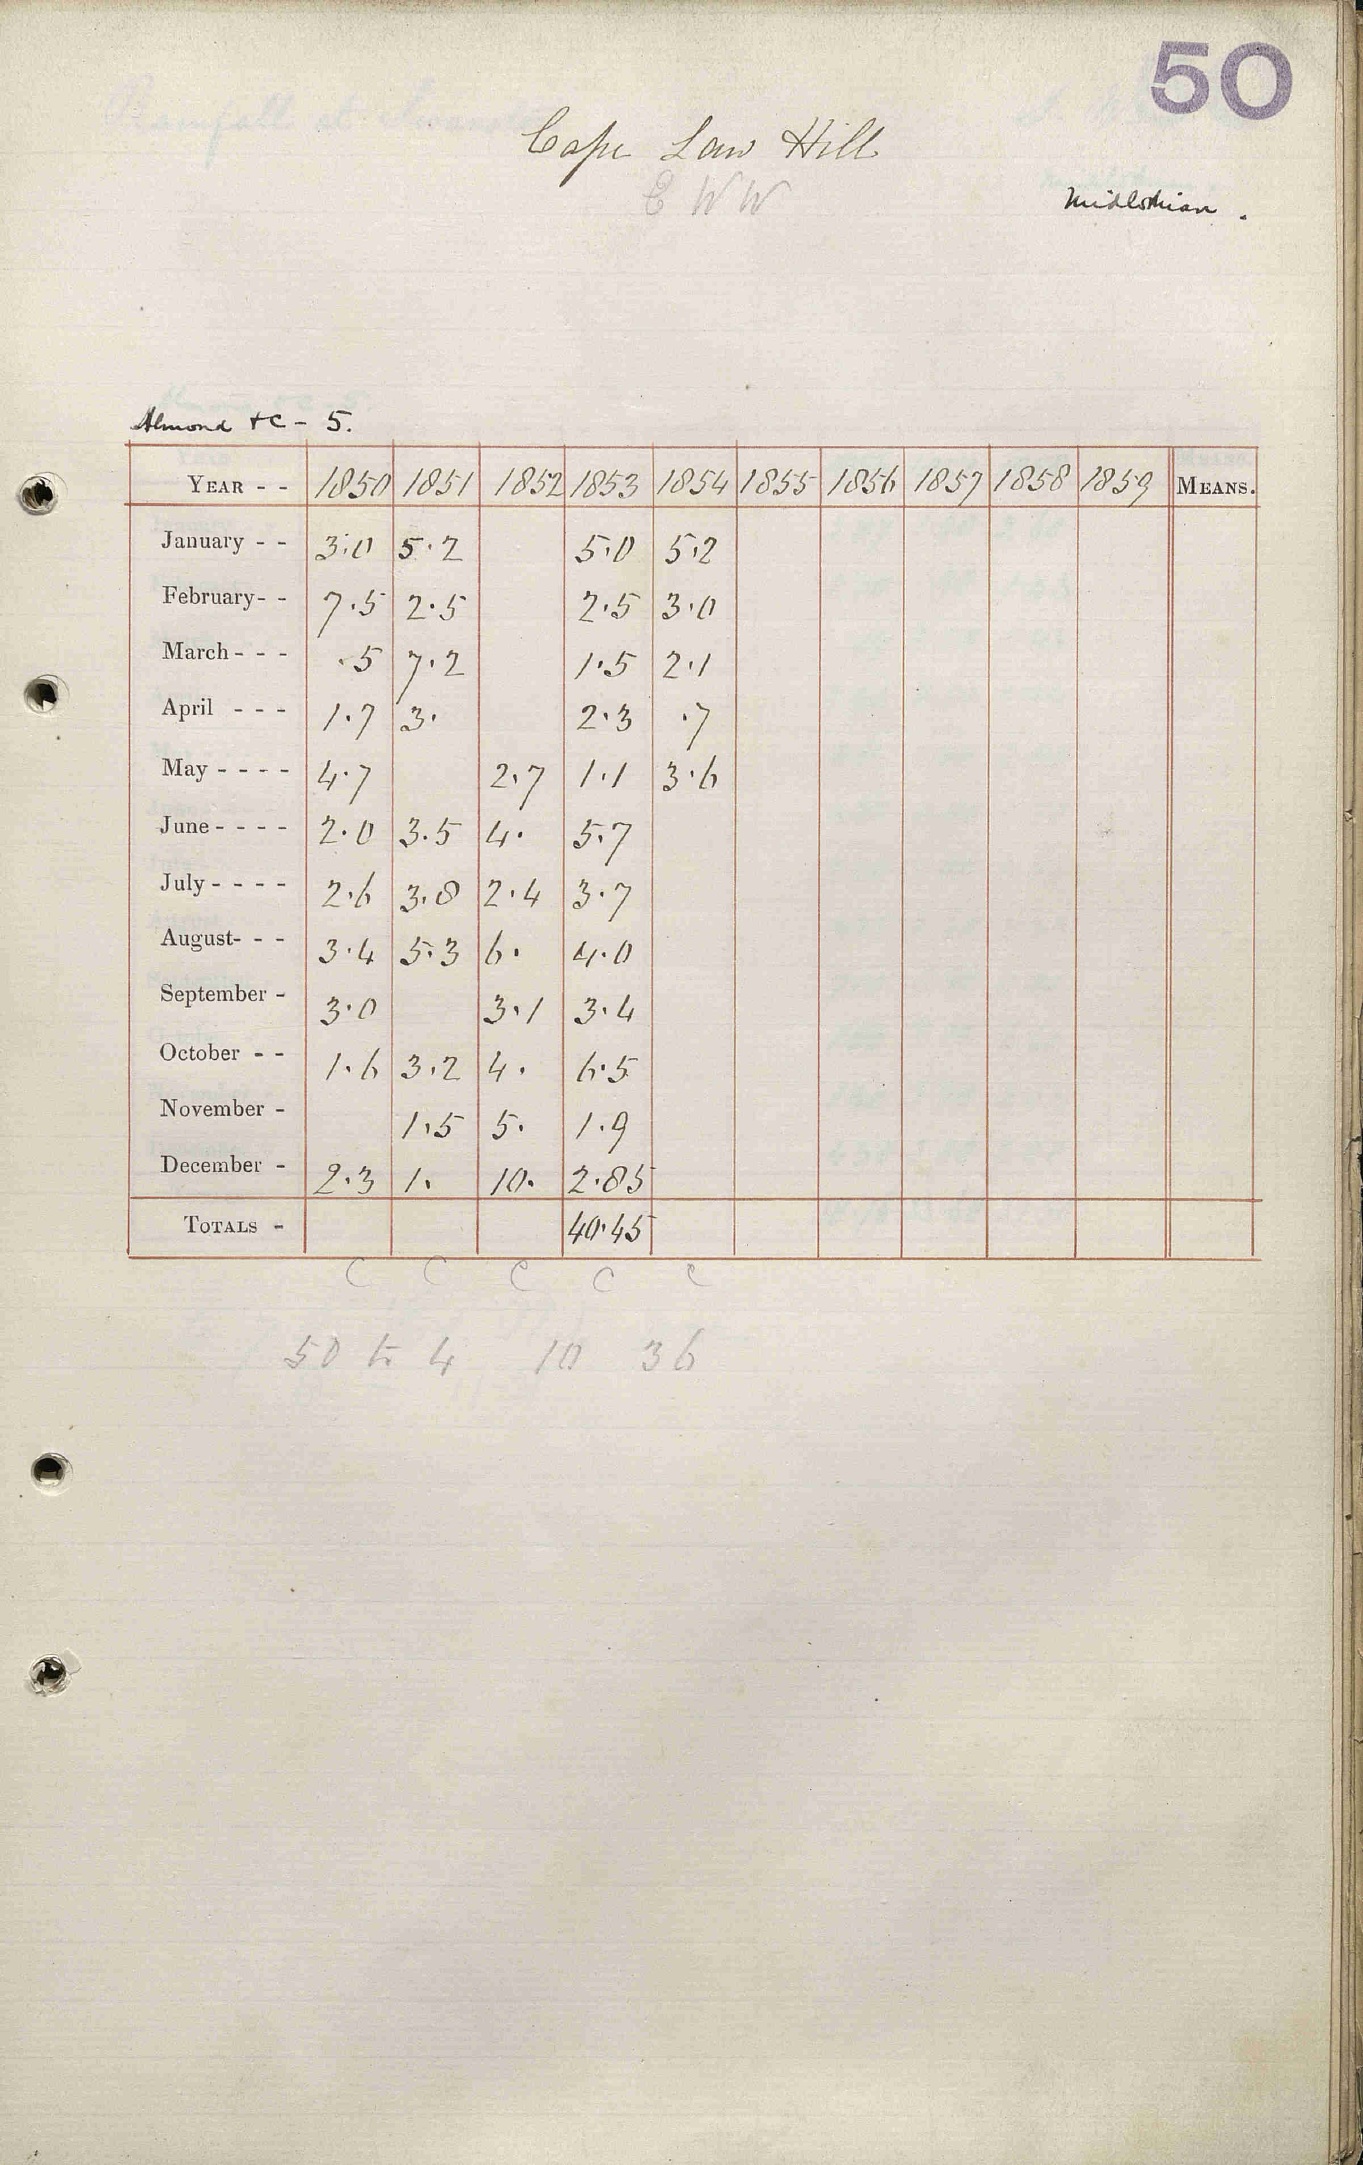 50
Cape Law Hill
E W W
Midlothian.
Almond + C - 5.
YEAR - - 1850 1851 1852 1853 1854 1855 1856 1857 1858 1859 MEANS.
January - - 3.0 5.2 5.0 5.2
February- - 7.5 2.5 2.5 3.0
March - - - .5 7.2 1.5 2.1
April - - - 1.7 3. 2.3 .7
May - - - - 4.7 2.7 1.1 3.6
June - - - - 2.0 3.5 4. 5.7
July - - - - 2.6 3.8 2.4 3.7
August- - - 3.4 5.3 6. 4.0
September - 3.0 3.1 3.4
October - - 1.6 3.2 4. 6.5
November - 1.5 5. 1.9
December - 2.3 1. 10. 2.85
TOTALS - 40.45
C C C C C
50 to 4 10 36